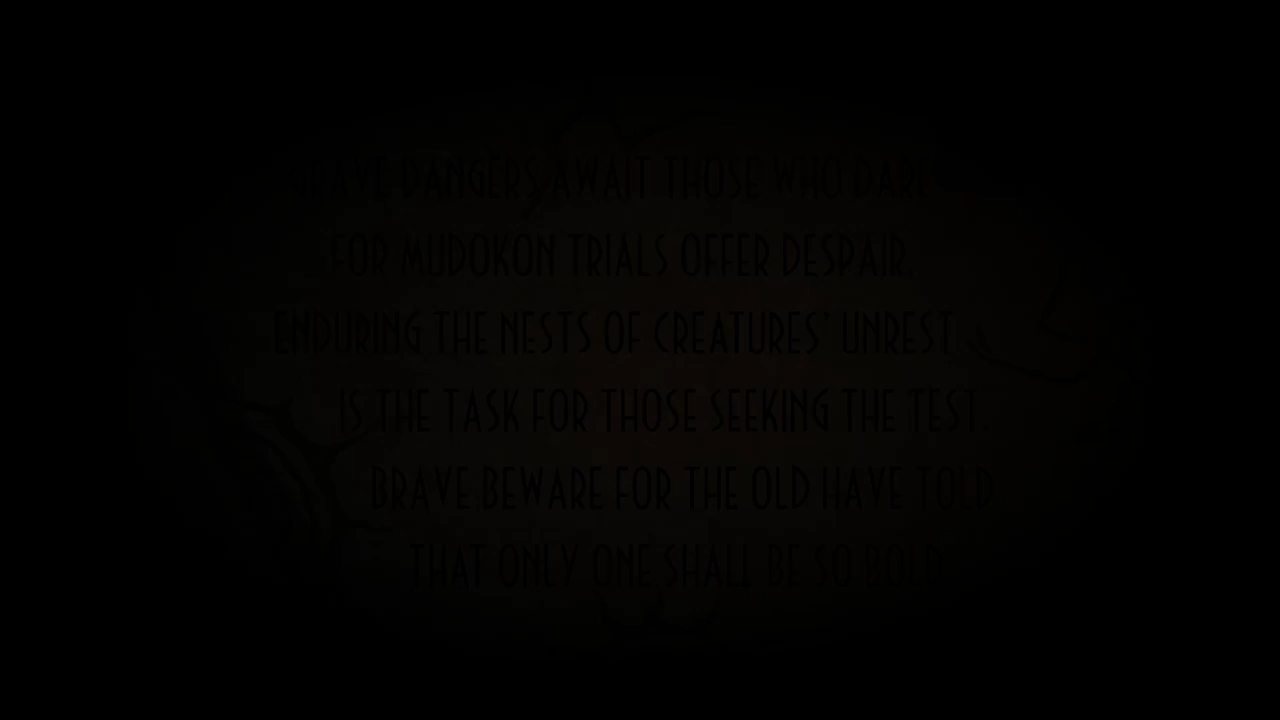 GRAVE DANGERS AWAIT THOSE WHO DARE
FOR MUDOKON TRIALS OFFER DESPAIR.
ENDURING THE NESTS OF CREATURES' UNREST
IS THE TASK FOR THOSE SEEKING THE TEST.
BRAVE BEWARE FOR THE OLD HAVE TOLD
THAT ONLY ONE SHALL BE SO BOLD